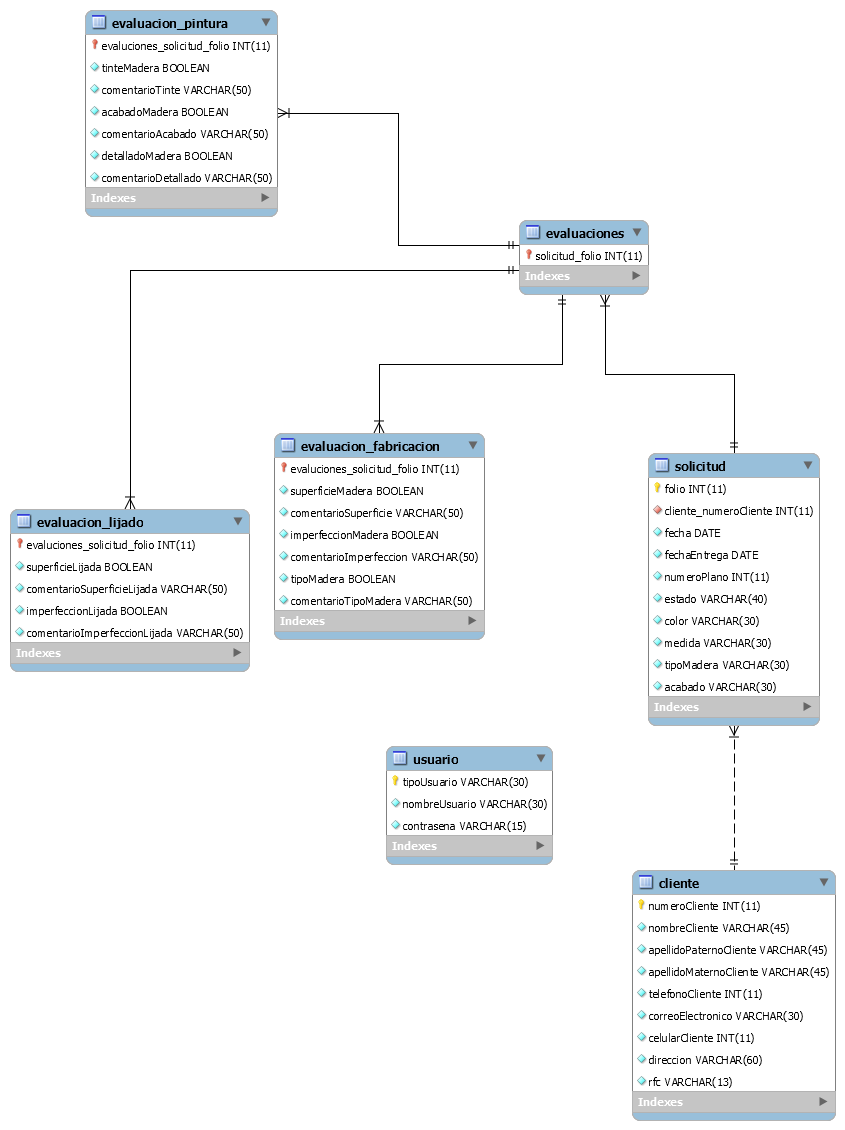 evaluacion_pintura
evaluciones_solicitud_folio INT(11)
tinteMadera BOOLEAN
comentarioTinte VARCHAR(50)
acabadoMadera BOOLEAN
comentarioAcabado VARCHAR(50)
detalladoMadera BOOLEAN
comentarioDetallado VARCHAR(50)
Indexes
evaluaciones
solicitud_folio INT(11)
Indexes
evaluacion_fabricacion
evaluciones_solicitud_folio INT(11)
superficieMadera BOOLEAN
comentarioSuperficie VARCHAR(50)
imperfeccionMadera BOOLEAN
comentarioImperfeccion VARCHAR(50)
tipoMadera BOOLEAN
comentarioTipoMadera VARCHAR(50)
Indexes
solicitud
folio INT(11)
cliente_numeroCliente INT(11)
fecha DATE
fechaEntrega DATE
numeroPlano INT(11)
estado VARCHAR(40)
color VARCHAR(30)
medida VARCHAR(30)
tipoMadera VARCHAR(30)
acabado VARCHAR(30)
Indexes
evaluacion_lijado
evaluciones_solicitud_folio INT(11)
superficieLijada BOOLEAN
comentarioSuperficieLijada VARCHAR(50)
imperfeccionLijada BOOLEAN
comentarioImperfeccionLijada VARCHAR(50)
Indexes
usuario
tipoUsuario VARCHAR(30)
nombreUsuario VARCHAR(30)
contrasena VARCHAR(15)
Indexes
cliente
numeroCliente INT(11)
nombreCliente VARCHAR(45)
apellidoPaternoCliente VARCHAR(45)
apellidoMaternoCliente VARCHAR(45)
telefonoCliente INT(11)
correoElectronico VARCHAR(30)
celularCliente INT(11)
direccion VARCHAR(60)
rfc VARCHAR(13)
Indexes